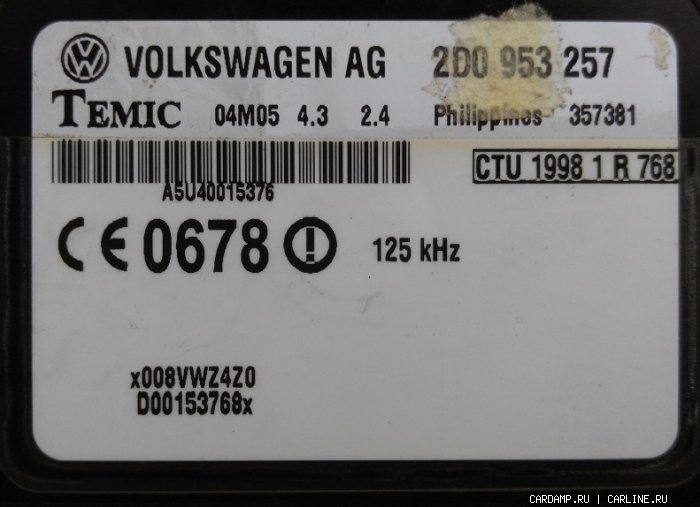 VOLKSWAGEN AG 2D0 953 257
TEMIC 04M05 4.3 2.4 Philippines 357381
A5U40015376
CTU 1998 1 R 768
CE 0678
125 kHz
x008VWZ4Z0
D00153768x
CARDAMP.RU | CARLINE.RU